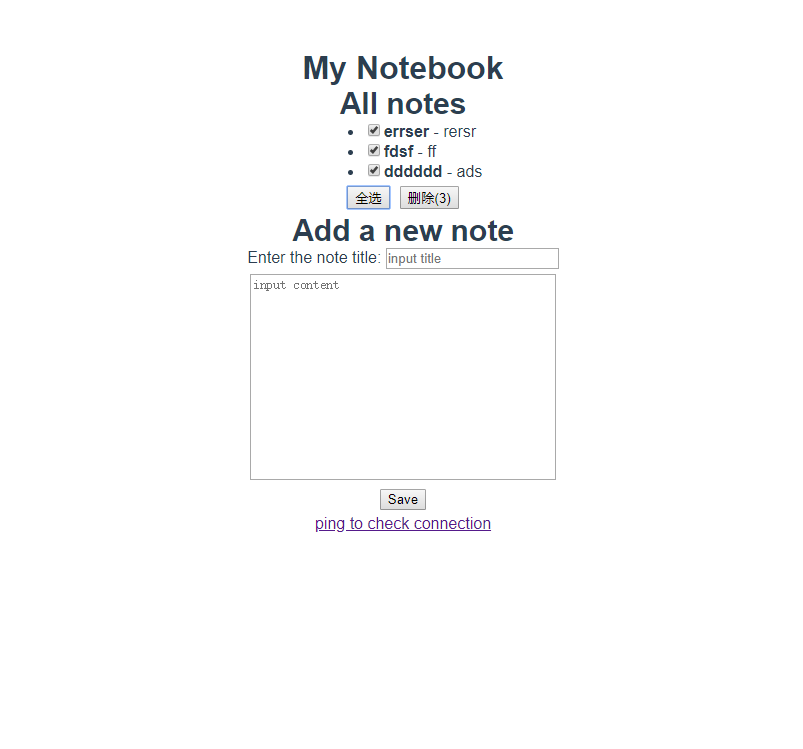 My Notebook
All notes
errser - rersr
fdsf - ff
dddddd - ads
全选 删除(3)
Add a new note
Enter the note title: input title
input content
Save
ping to check connection